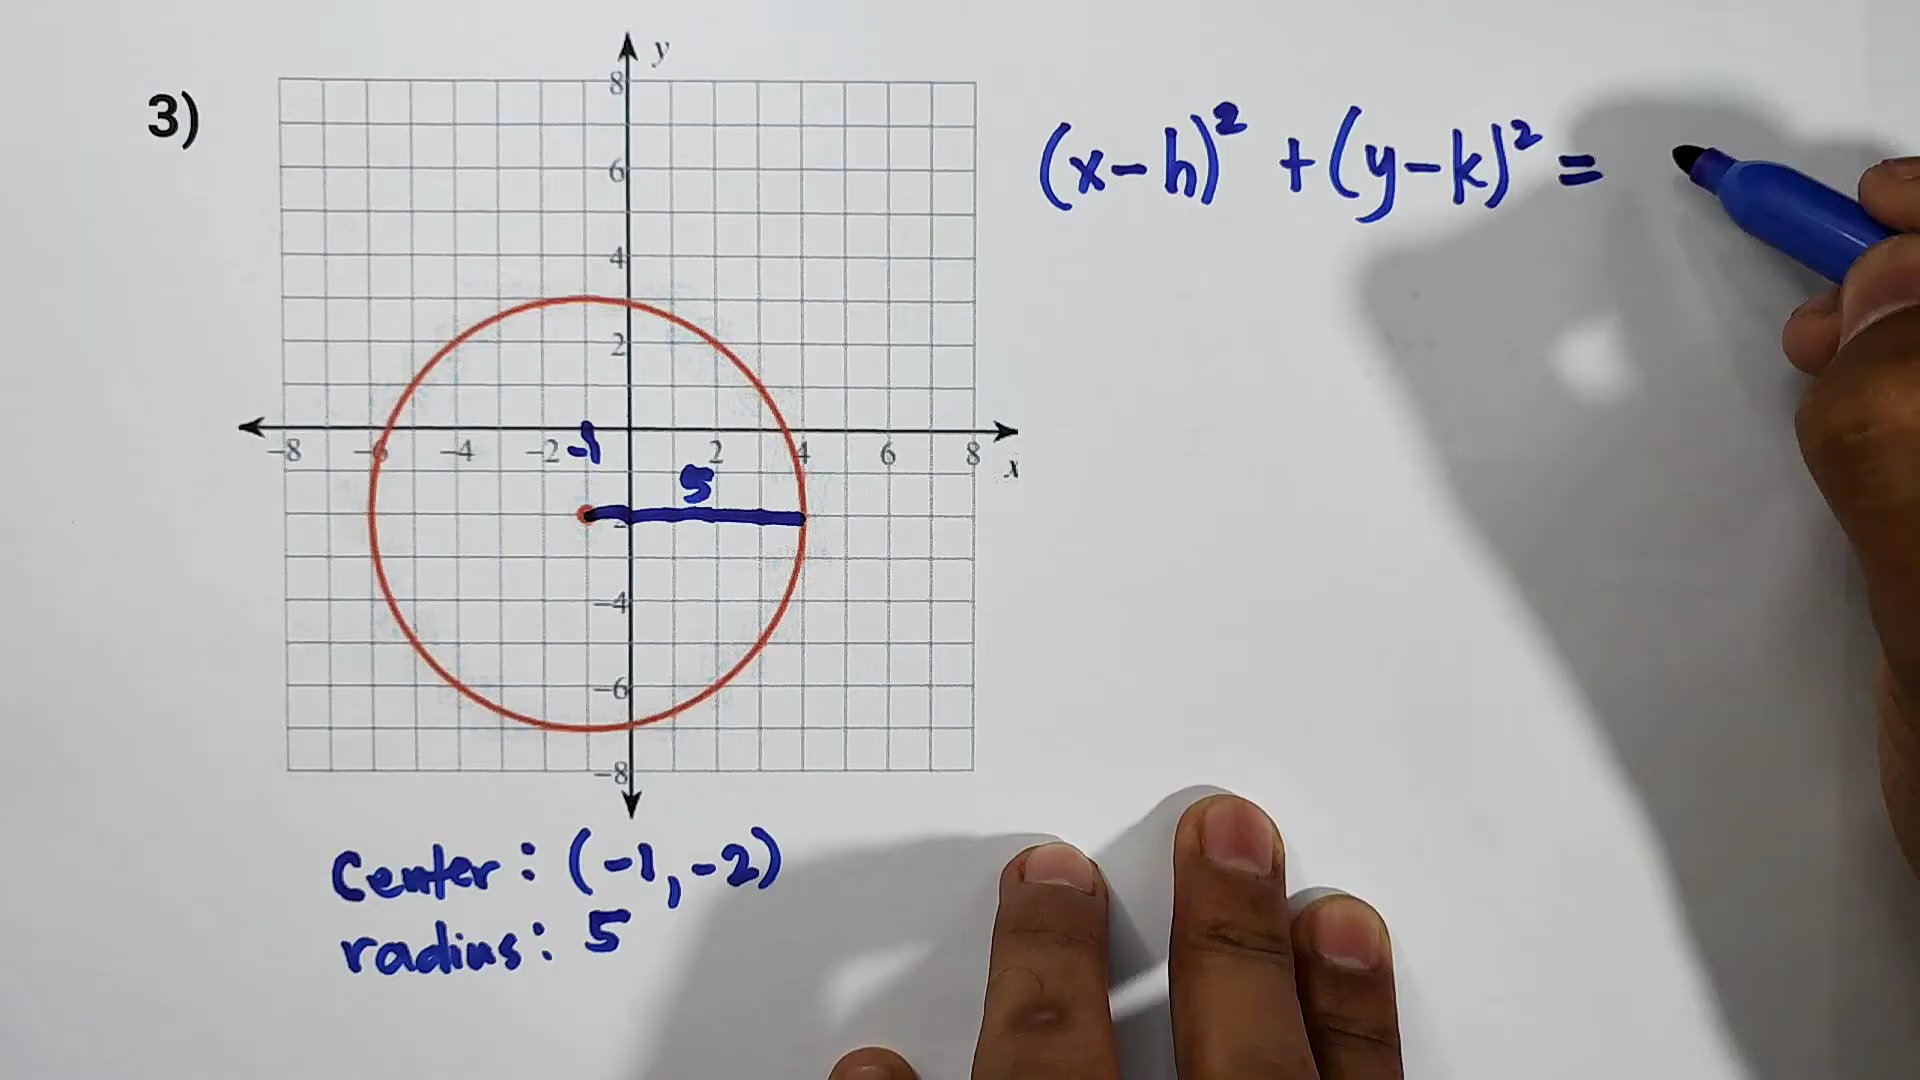 3)
(x-h)² + (y-k)² =
y
8
6
4
2
-8 -6 -4 -2 -1 2 4 6 8
x
5
-2
-4
-6
-8
Center: (-1, -2)
radius: 5